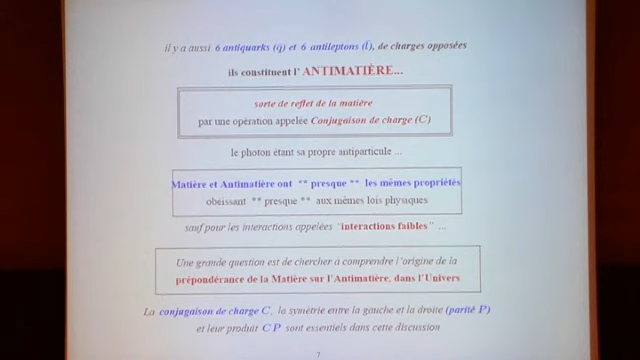 il y a aussi 6 antiquarks (q̄) et 6 antileptons (l̄), de charges opposées
ils constituent l' ANTIMATIÈRE...
sorte de reflet de la matière
par une opération appelée Conjugaison de charge (C)
le photon étant sa propre antiparticule ...
Matière et Antimatière ont ** presque ** les mêmes propriétés
obeissant ** presque ** aux mêmes lois physiques
sauf pour les interactions appelées "interactions faibles" ...
Une grande question est de chercher à comprendre l'origine de la
prépondérance de la Matière sur l'Antimatière, dans l'Univers
La conjugaison de charge C, la symétrie entre la gauche et la droite (parité P)
et leur produit CP sont essentiels dans cette discussion
7